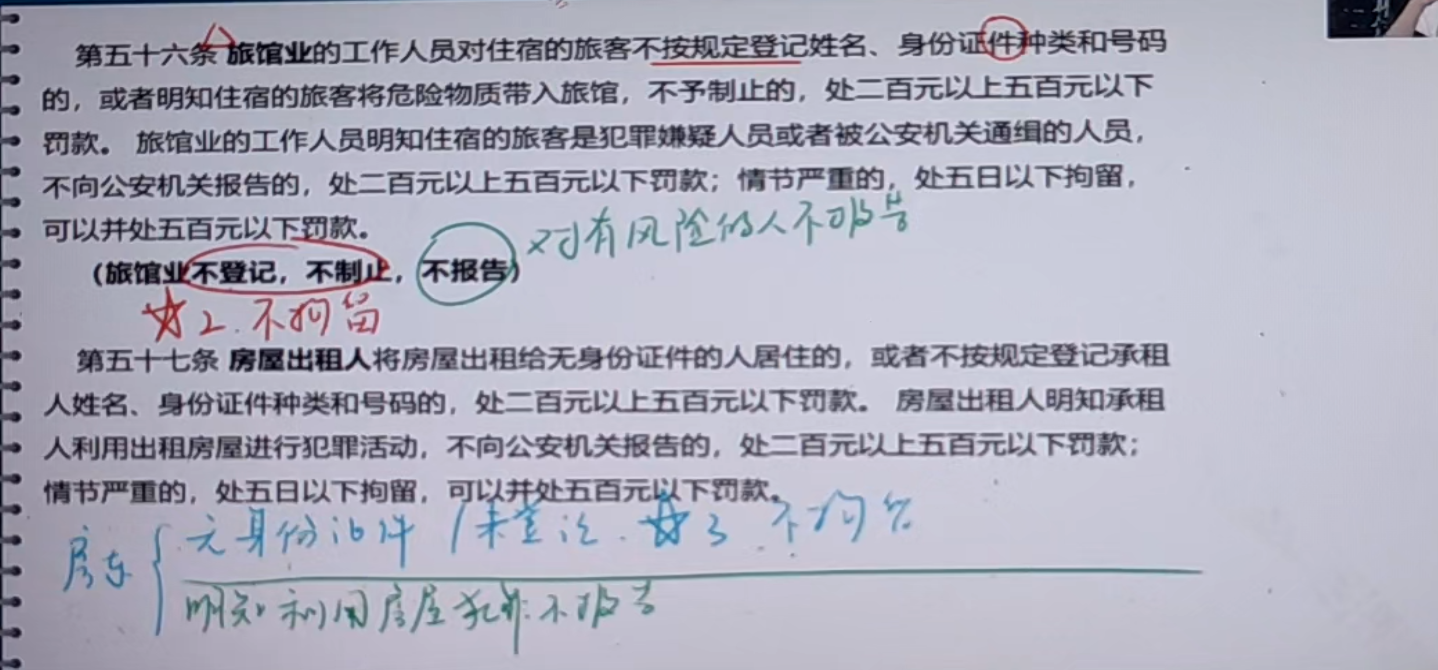 第五十六条 旅馆业的工作人员对住宿的旅客不按规定登记姓名、身份证件种类和号码
的，或者明知住宿的旅客将危险物质带入旅馆，不予制止的，处二百元以上五百元以下
罚款。 旅馆业的工作人员明知住宿的旅客是犯罪嫌疑人员或者被公安机关通缉的人员，
不向公安机关报告的，处二百元以上五百元以下罚款；情节严重的，处五日以下拘留，
可以并处五百元以下罚款。
对有风险的人不报告
（旅馆业不登记，不制止，不报告）
☆2. 不拘留
第五十七条 房屋出租人将房屋出租给无身份证件的人居住的，或者不按规定登记承租
人姓名、身份证件种类和号码的，处二百元以上五百元以下罚款。 房屋出租人明知承租
人利用出租房屋进行犯罪活动，不向公安机关报告的，处二百元以上五百元以下罚款；
情节严重的，处五日以下拘留，可以并处五百元以下罚款。
无身份证件/未登记. ☆3 不拘留
房东
明知利用房屋犯罪不报告